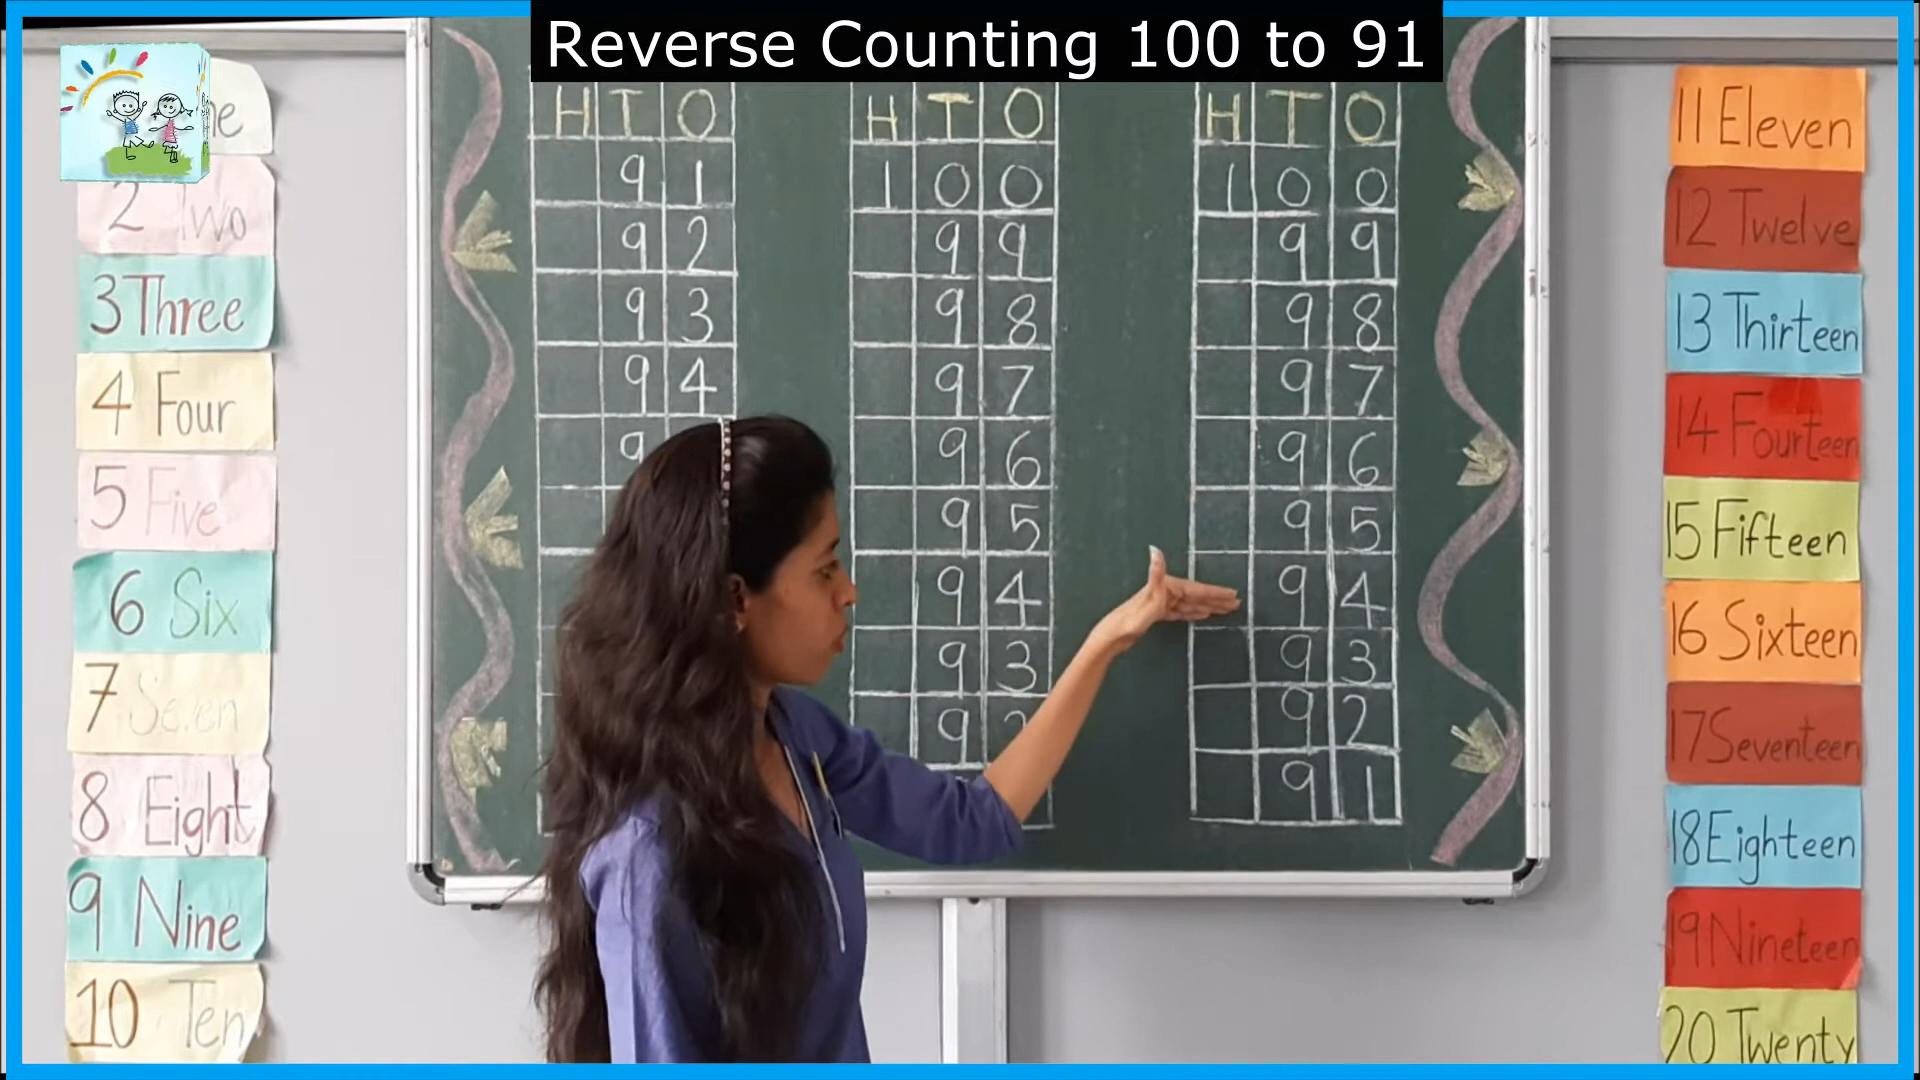 Reverse Counting 100 to 91
2 Two
3 Three
4 Four
5 Five
6 Six
8 Eight
9 Nine
10 Ten
H T O
9 1
9 2
9 3
9 4
9
H T O
1 0 0
9 9
9 8
9 7
9 6
9 5
9 4
9 3
9
H T O
1 0 0
9 9
9 8
9 7
9 6
9 5
9 4
9 3
9 2
9 1
11 Eleven
12 Twelve
13 Thirteen
14 Fourteen
15 Fifteen
16 Sixteen
17 Seventeen
18 Eighteen
19 Nineteen
20 Twenty